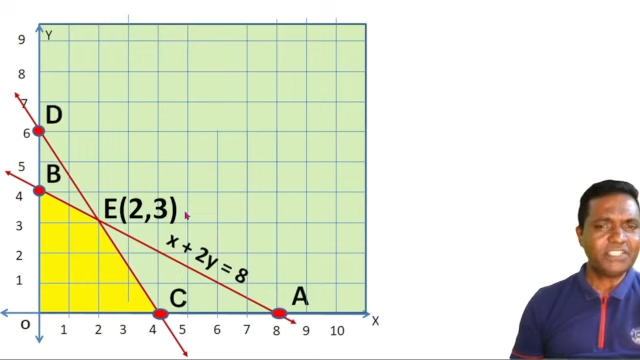 9 Y
8
7
D
6
5
B
4
E(2,3)
3
x + 2y = 8
2
1
C
A
O 1 2 3 4 5 6 7 8 9 10 X